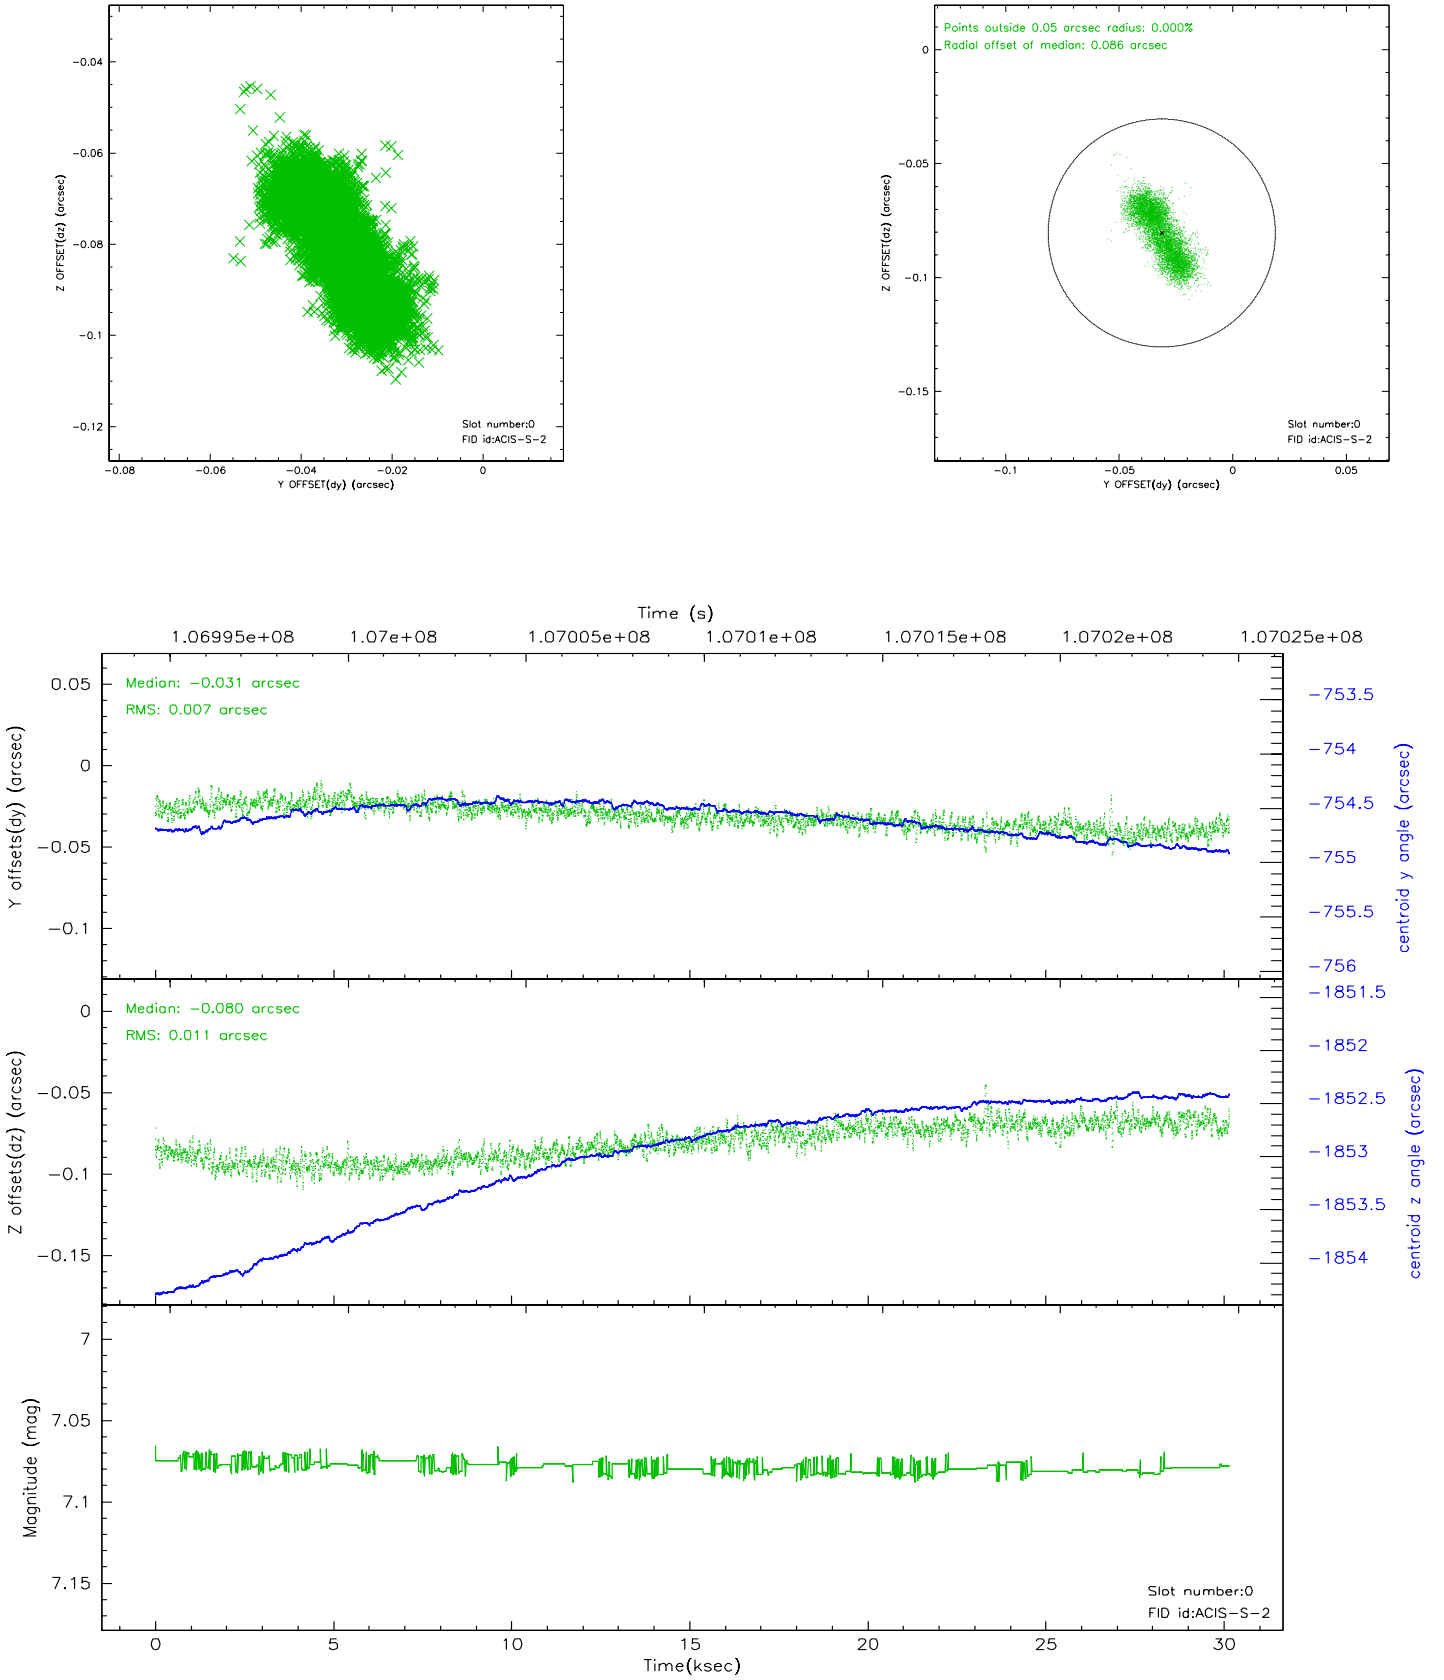 Points outside 0.05 arcsec radius: 0.000%
Radial offset of median: 0.086 arcsec
−0.04
−0.06
−0.08
−0.1
−0.12
Z OFFSET(dz) (arcsec)
Slot number:0
FID id:ACIS−S−2
−0.08
−0.06
−0.04
−0.02
0
Y OFFSET(dy) (arcsec)
0
−0.05
−0.1
−0.15
Z OFFSET(dz) (arcsec)
Slot number:0
FID id:ACIS−S−2
−0.1
−0.05
0
0.05
Y OFFSET(dy) (arcsec)
Time (s)
1.06995e+08
1.07e+08
1.07005e+08
1.0701e+08
1.07015e+08
1.0702e+08
1.07025e+08
Median: −0.031 arcsec
RMS: 0.007 arcsec
0.05
0
−0.05
−0.1
Y offsets(dy) (arcsec)
−753.5
−754
−754.5
−755
−755.5
−756
centroid y angle (arcsec)
Median: −0.080 arcsec
RMS: 0.011 arcsec
0
−0.05
−0.1
−0.15
Z offsets(dz) (arcsec)
−1851.5
−1852
−1852.5
−1853
−1853.5
−1854
centroid z angle (arcsec)
7
7.05
7.1
7.15
Magnitude (mag)
Slot number:0
FID id:ACIS−S−2
0
5
10
15
20
25
30
Time(ksec)